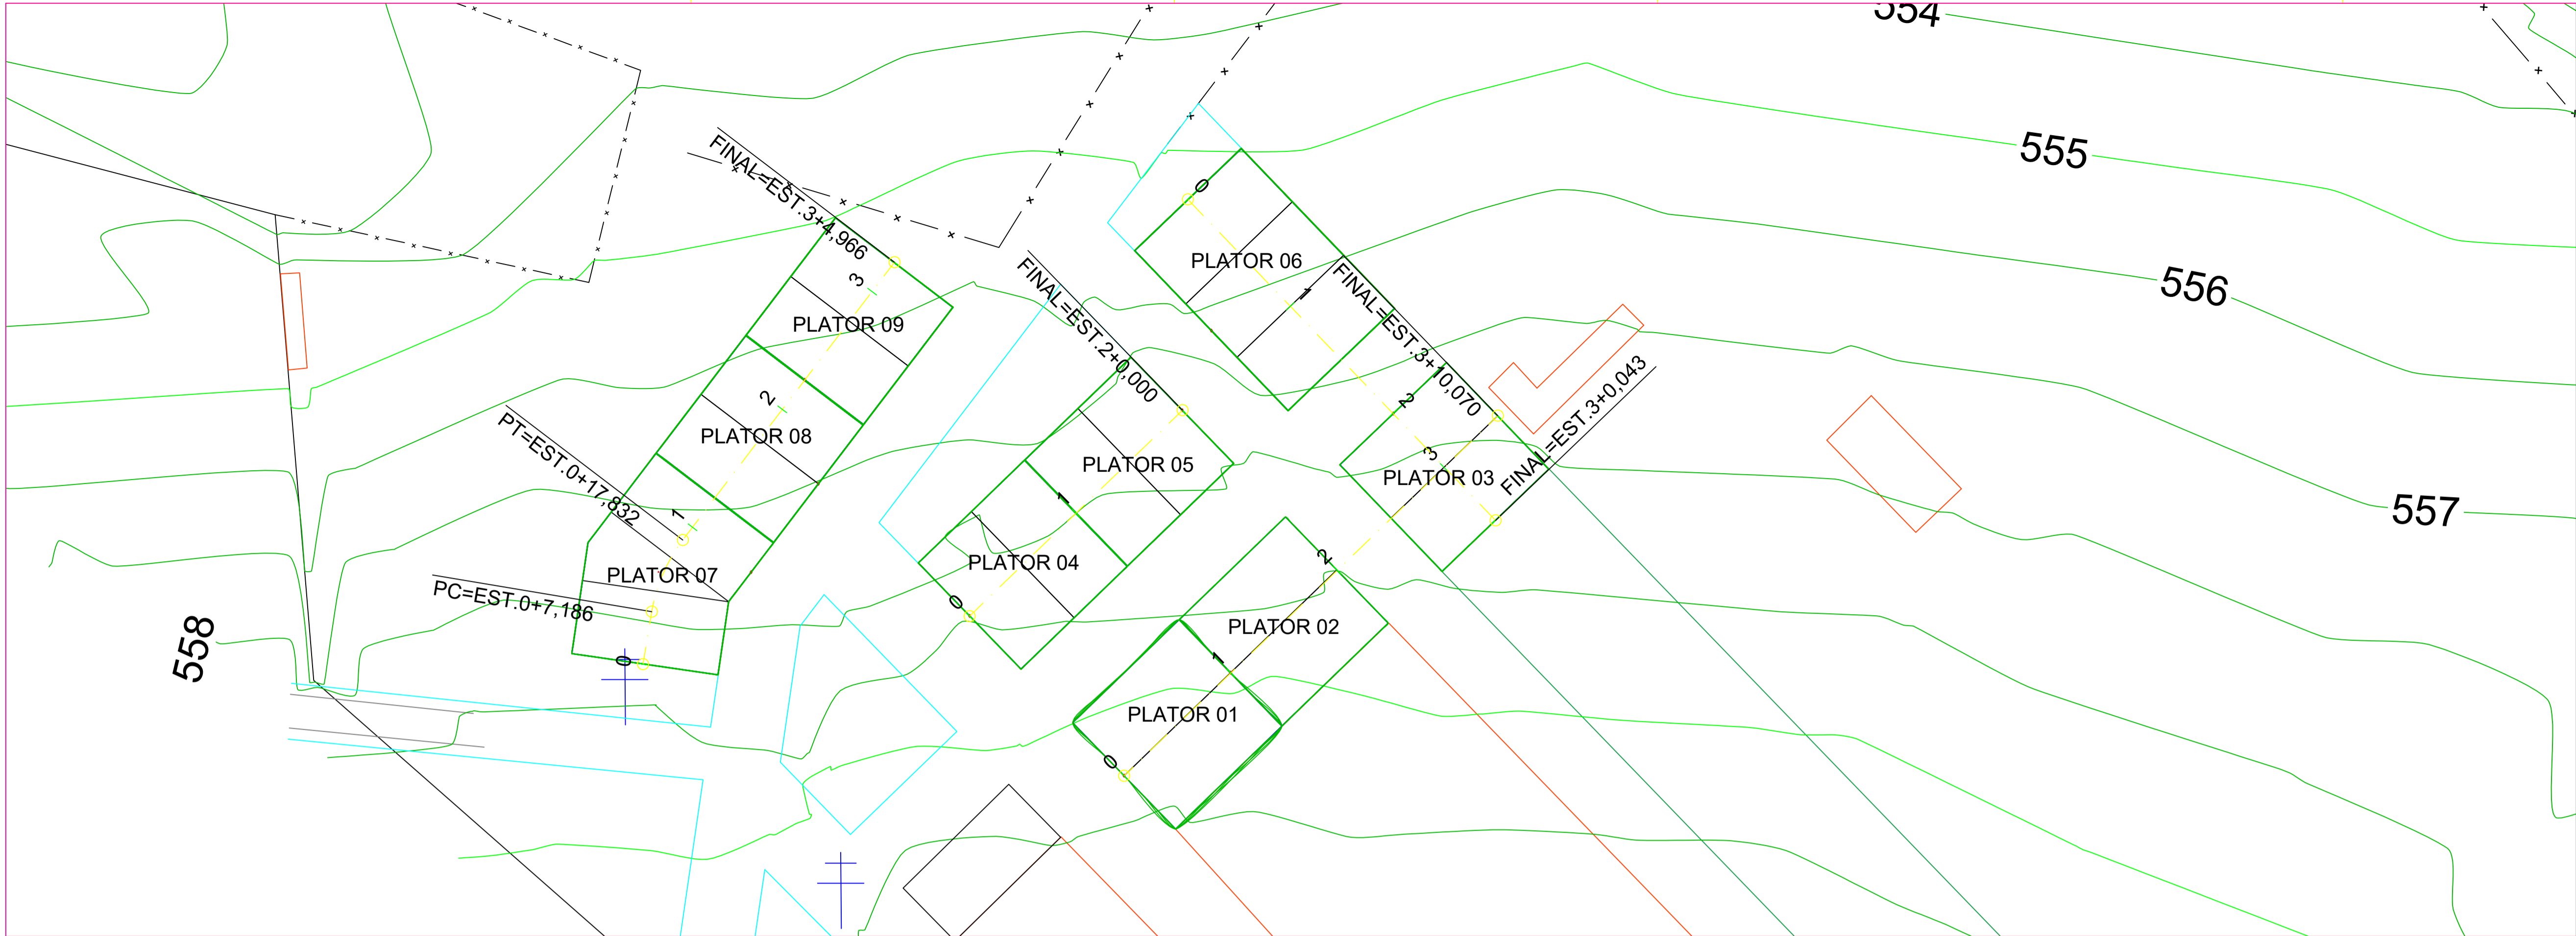 554
555
556
557
558
FINAL=EST.3+4,966
3
PLATOR 09
2
PLATOR 08
PT=EST.0+17,832
1
PLATOR 07
PC=EST.0+7,186
0
FINAL=EST.2+0,000
PLATOR 05
1
PLATOR 04
0
0
PLATOR 06
1
FINAL=EST.3+10,070
2
3
PLATOR 03
FINAL=EST.3+0,043
2
PLATOR 02
1
PLATOR 01
0